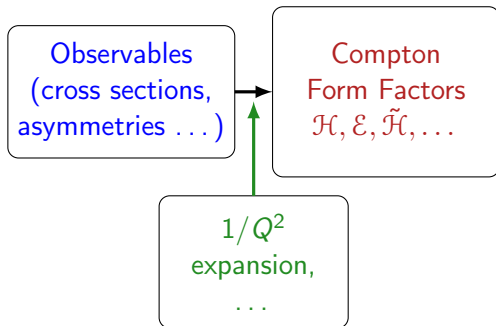 Observables
(cross sections,
asymmetries ... )
Compton
Form Factors
ℋ, ℰ, ℋ̃, ...
1/Q²
expansion,
...